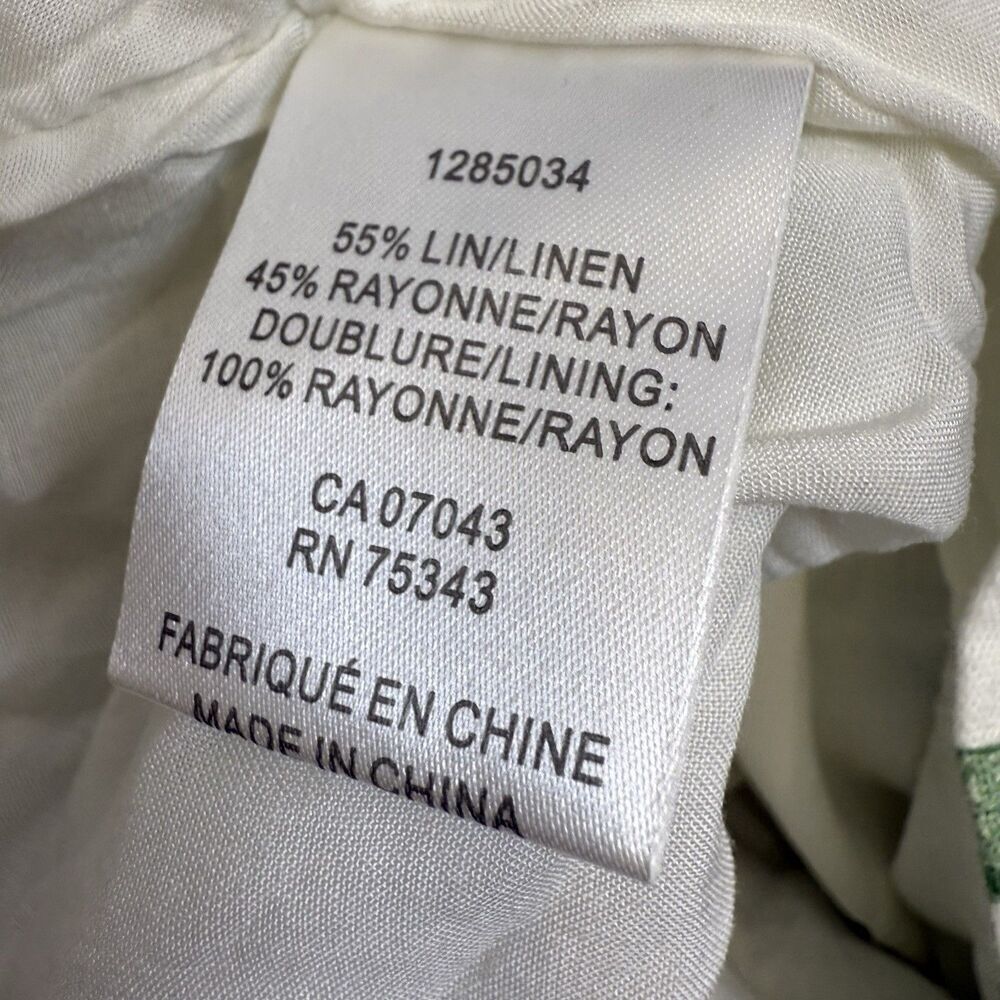 1285034
55% LIN/LINEN
45% RAYONNE/RAYON
DOUBLURE/LINING:
100% RAYONNE/RAYON
CA 07043
RN 75343
FABRIQUÉ EN CHINE
MADE IN CHINA